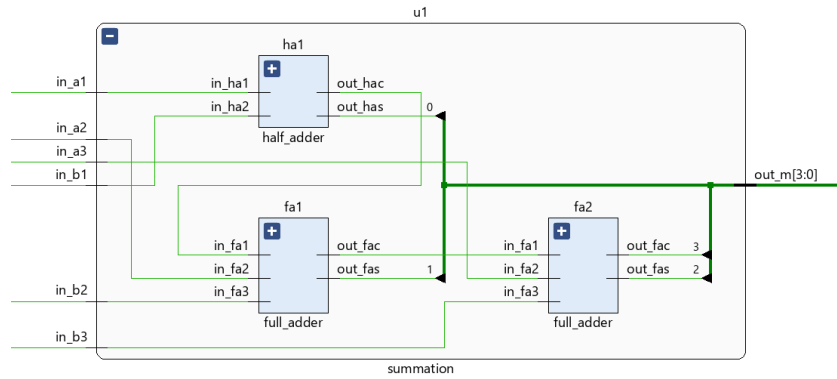 u1
ha1
in_a1
in_ha1
out_hac
in_ha2
out_has
0
half_adder
in_a2
in_a3
in_b1
out_m[3:0]
fa1
fa2
in_fa1
out_fac
in_fa1
out_fac
3
in_fa2
out_fas
1
in_fa2
out_fas
2
in_b2
in_fa3
in_fa3
full_adder
full_adder
in_b3
summation